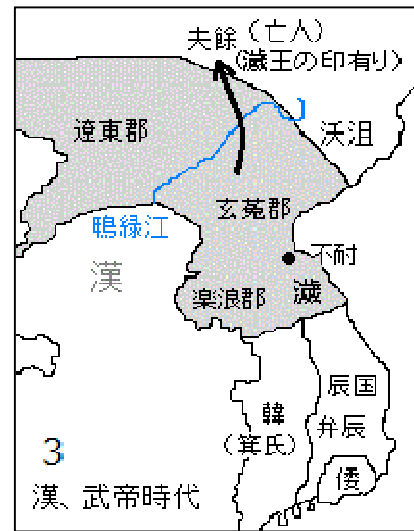 夫餘(亡人)
(濊王の印有り)
遼東郡
沃沮
玄菟郡
鴨緑江
不耐
漢
楽浪郡
濊
辰国
韓
弁辰
(箕氏)
3
倭
漢、武帝時代